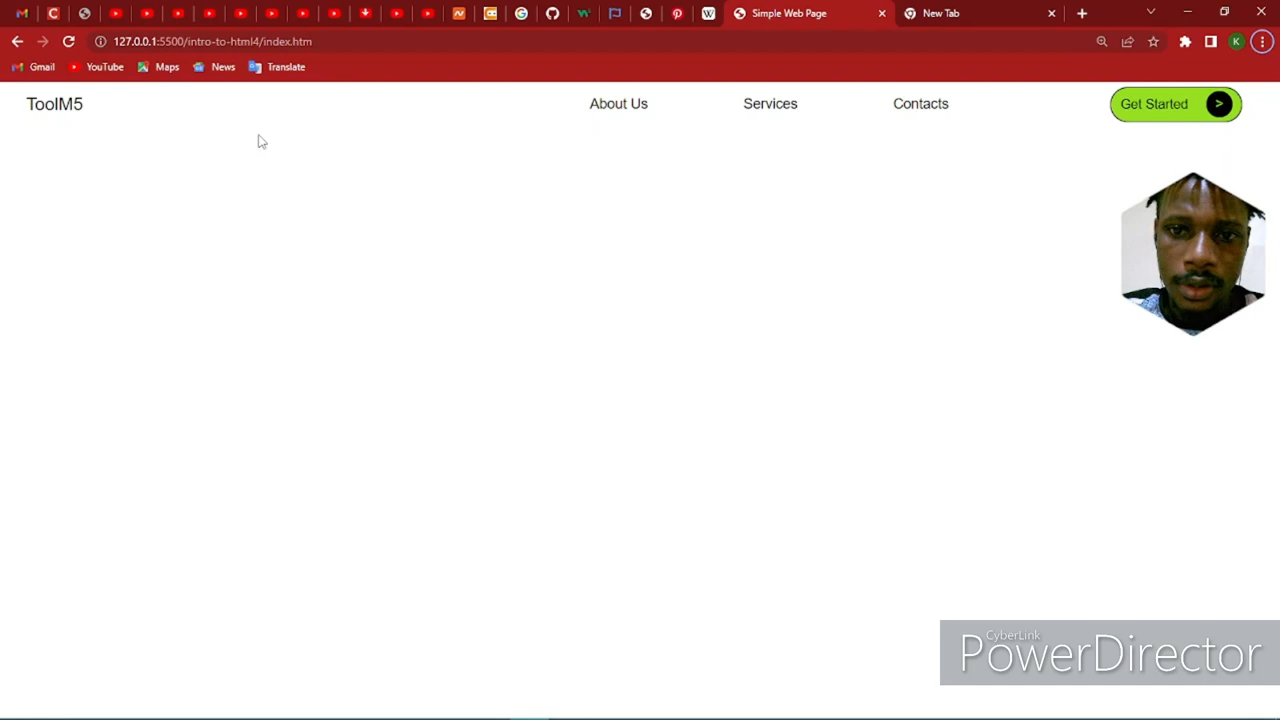 Simple Web Page
New Tab
127.0.0.1:5500/intro-to-html4/index.htm
K
Gmail
YouTube
Maps
News
Translate
ToolM5
About Us
Services
Contacts
Get Started >
CyberLink
PowerDirector